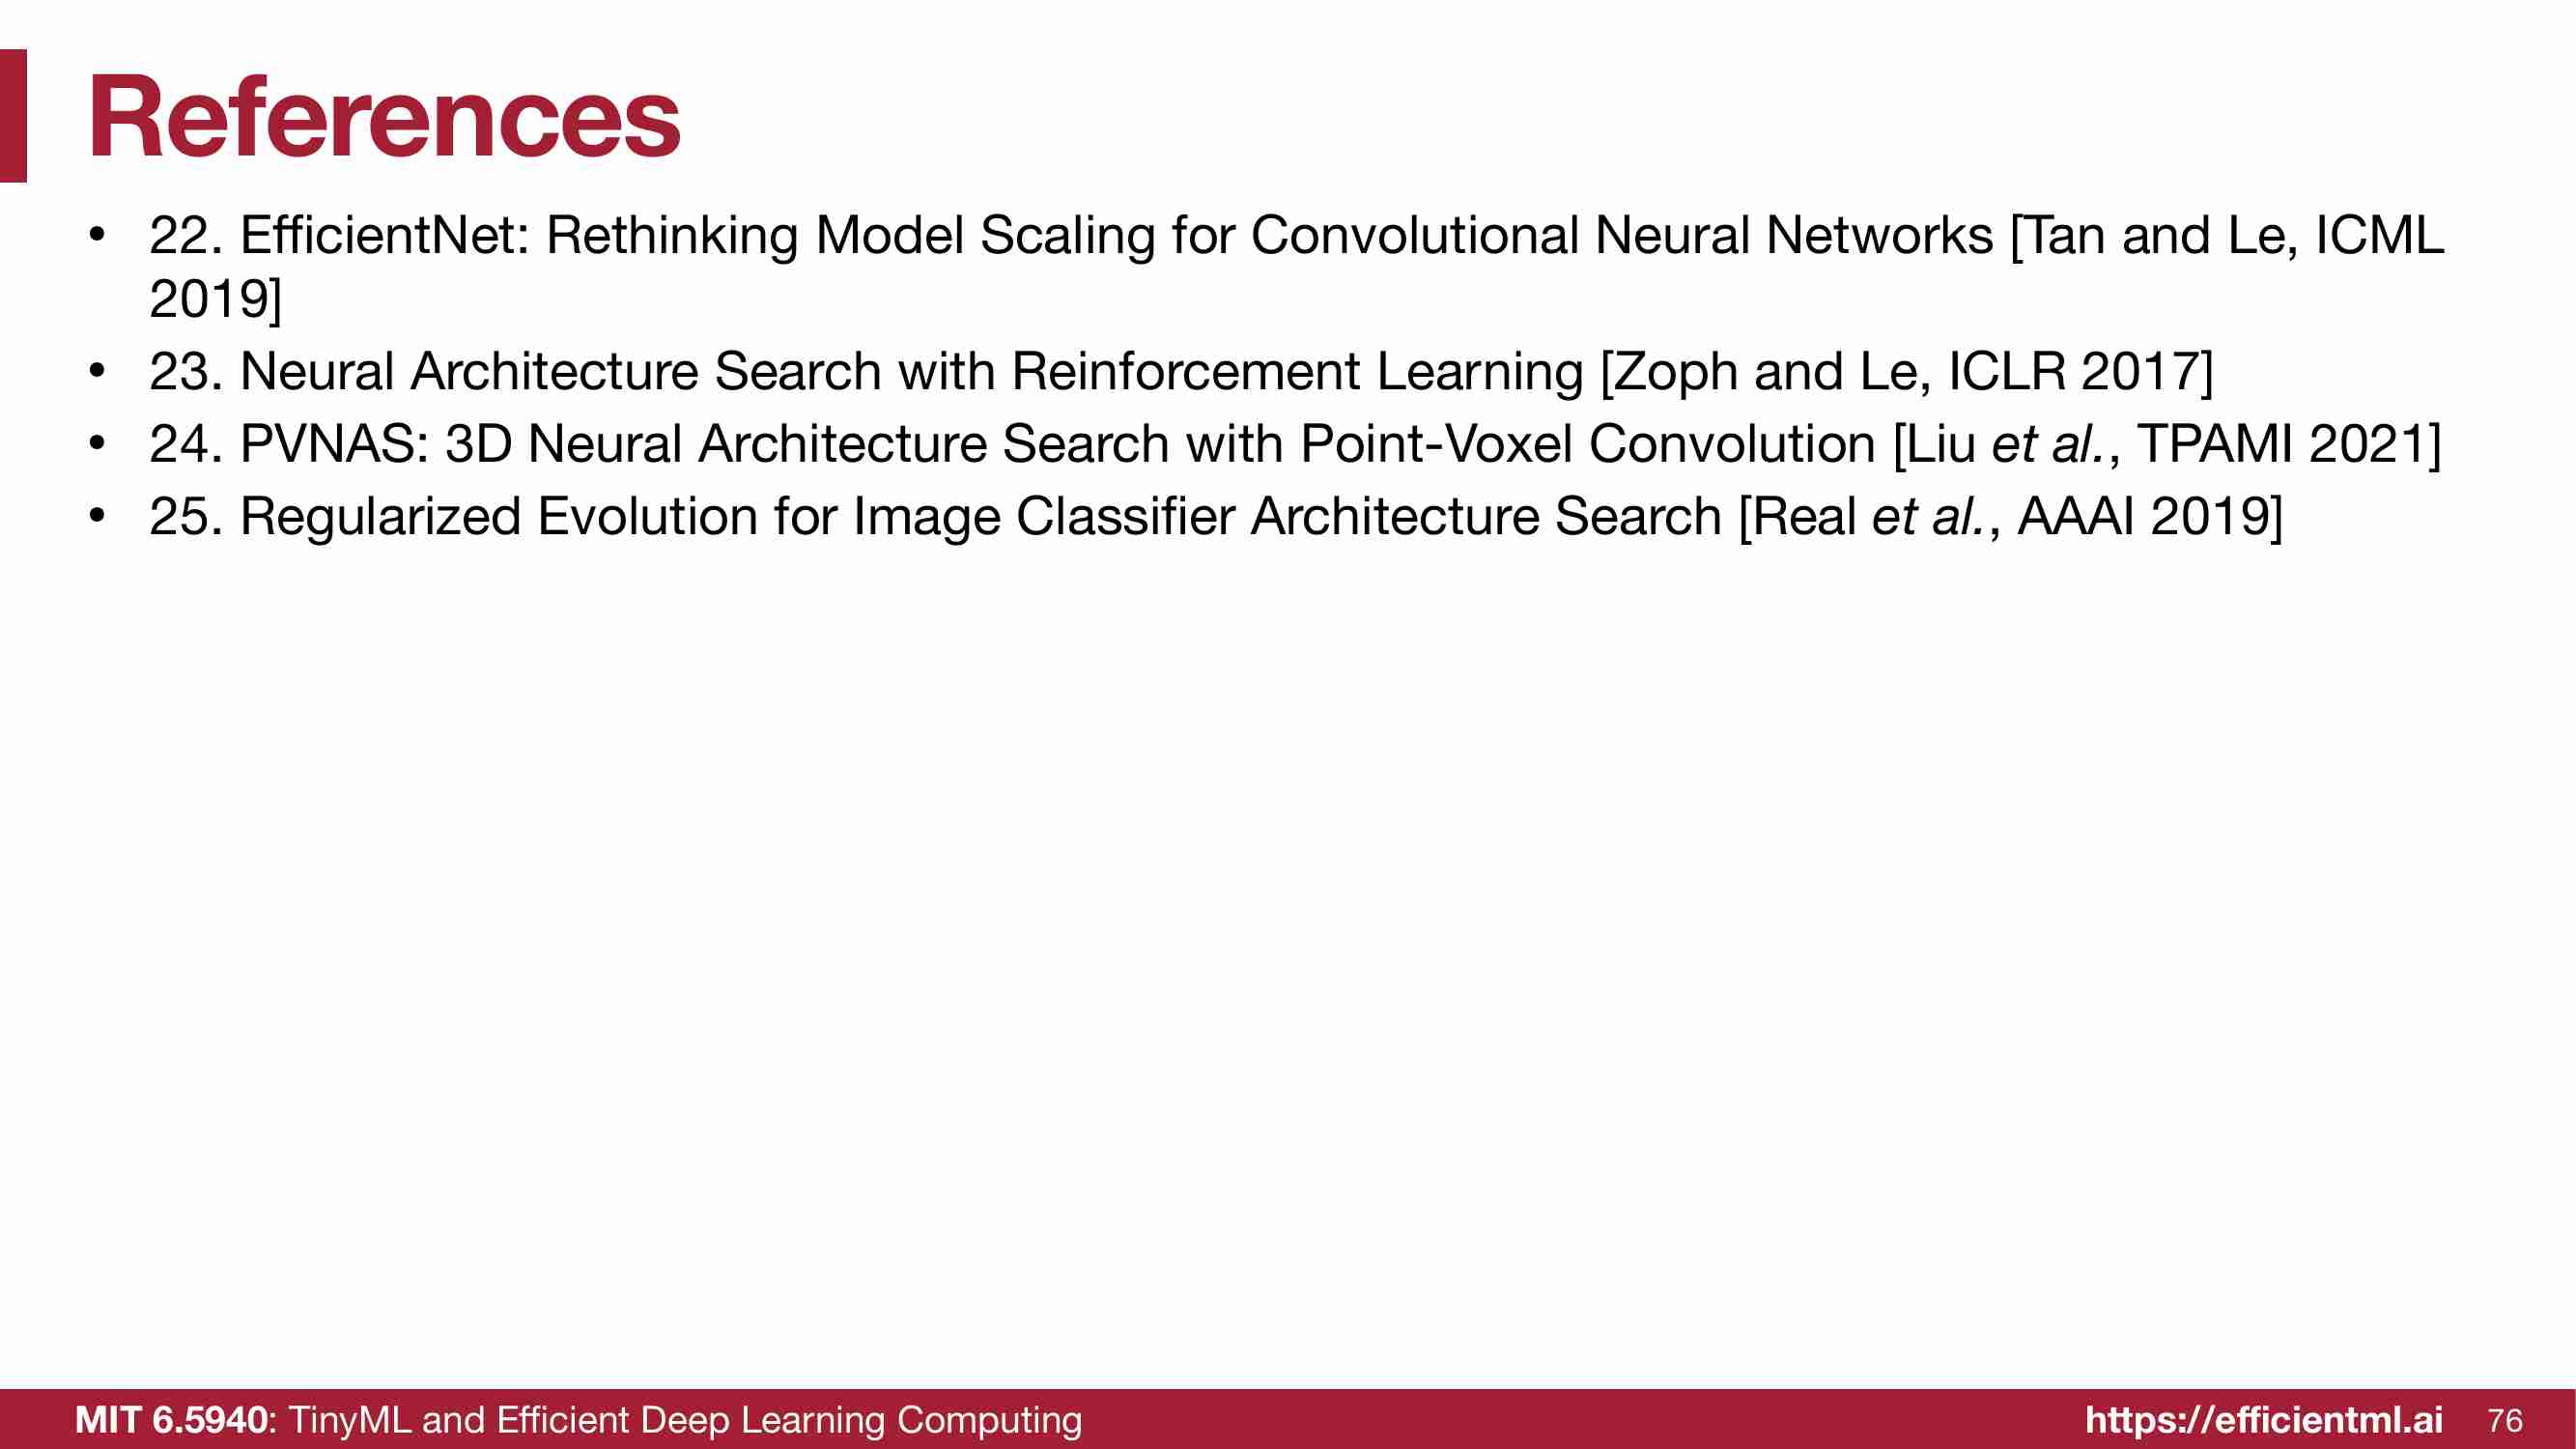 References
• 22. EfficientNet: Rethinking Model Scaling for Convolutional Neural Networks [Tan and Le, ICML
2019]
• 23. Neural Architecture Search with Reinforcement Learning [Zoph and Le, ICLR 2017]
• 24. PVNAS: 3D Neural Architecture Search with Point-Voxel Convolution [Liu et al., TPAMI 2021]
• 25. Regularized Evolution for Image Classifier Architecture Search [Real et al., AAAI 2019]
MIT 6.5940: TinyML and Efficient Deep Learning Computing
https://efficientml.ai 76